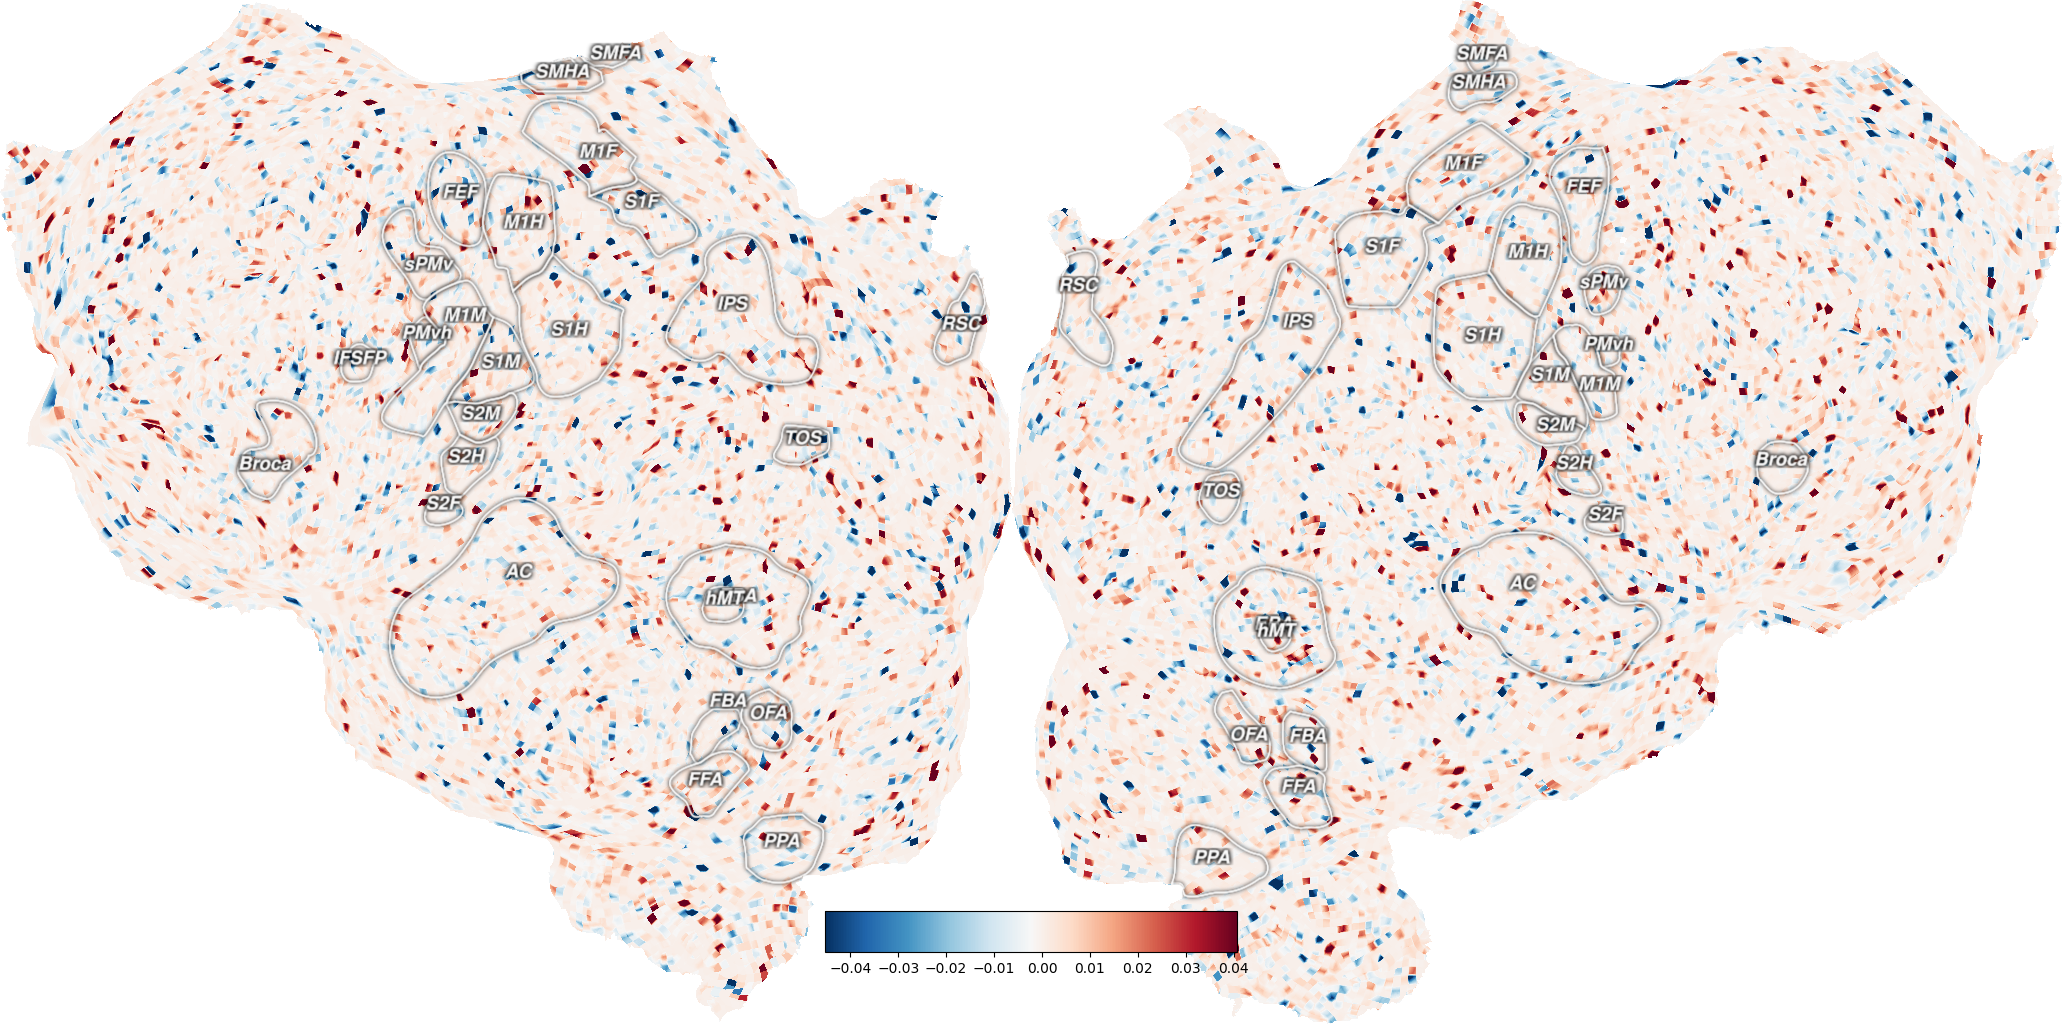 SMFA
SMHA
M1F
FEF
M1H
S1F
sPMv
IPS
M1M
PMvh
S1H
RSC
IFSFP
S1M
S2M
TOS
Broca
S2H
S2F
AC
hMT
FBA
OFA
FFA
PPA
SMFA
SMHA
M1F
FEF
S1F
M1H
RSC
sPMv
IPS
S1H
PMvh
S1M
M1M
S2M
Broca
S2H
TOS
S2F
AC
hMT
OFA
FBA
FFA
PPA
−0.04 −0.03 −0.02 −0.01 0.00 0.01 0.02 0.03 0.04